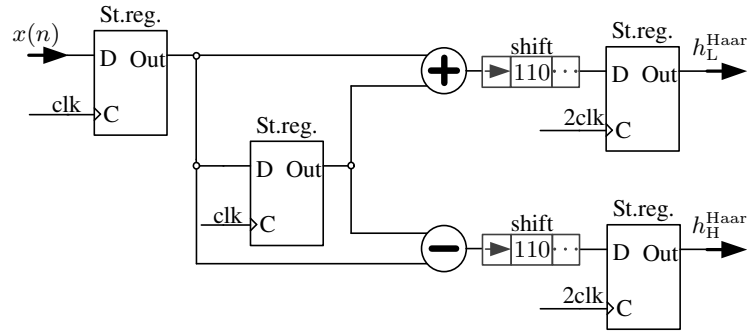 St.reg.
x(n)
D Out
clk
C
St.reg.
D Out
clk
C
shift
110 ···
St.reg.
D Out
2clk
C
h_L^Haar
shift
110 ···
St.reg.
D Out
2clk
C
h_H^Haar